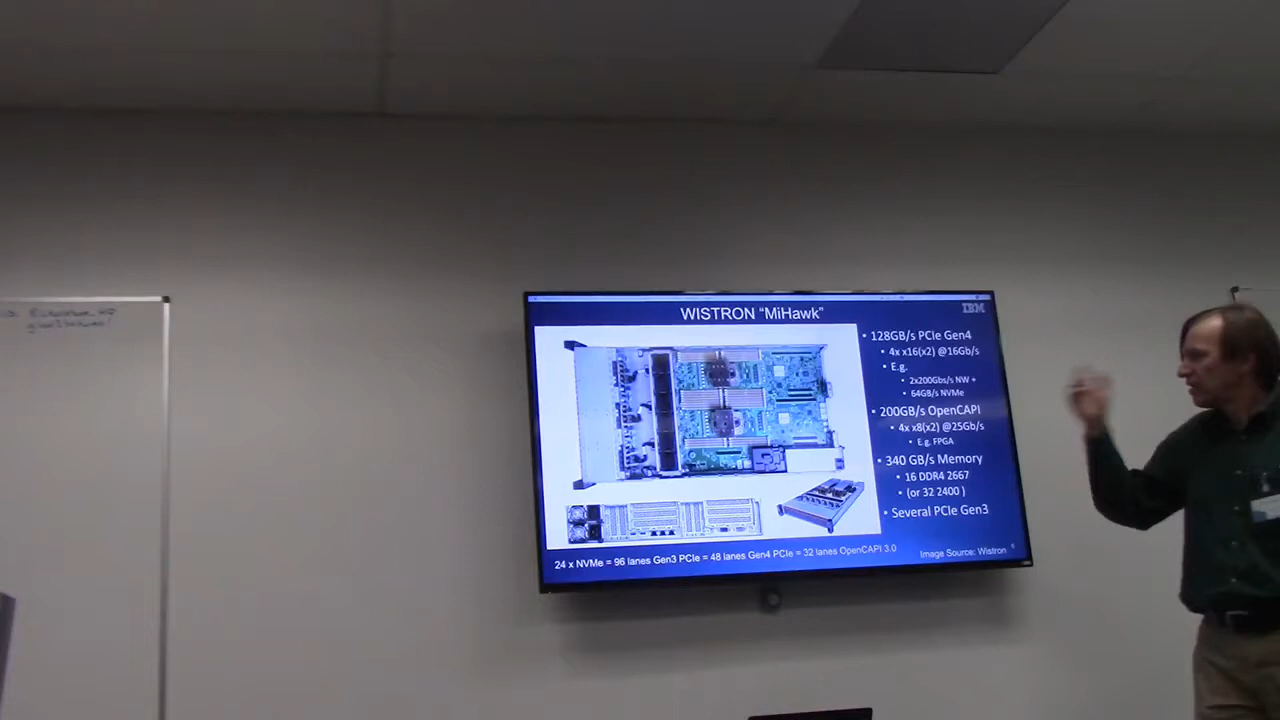 WISTRON “MiHawk”
IBM
• 128GB/s PCIe Gen4
• 4x x16(x2) @16Gb/s
• E.g.
• 2x200Gbs/s NW +
• 64GB/s NVMe
• 200GB/s OpenCAPI
• 4x x8(x2) @25Gb/s
• E.g. FPGA
• 340 GB/s Memory
• 16 DDR4 2667
• (or 32 2400 )
• Several PCIe Gen3
24 x NVMe = 96 lanes Gen3 PCIe = 48 lanes Gen4 PCIe = 32 lanes OpenCAPI 3.0
Image Source: Wistron